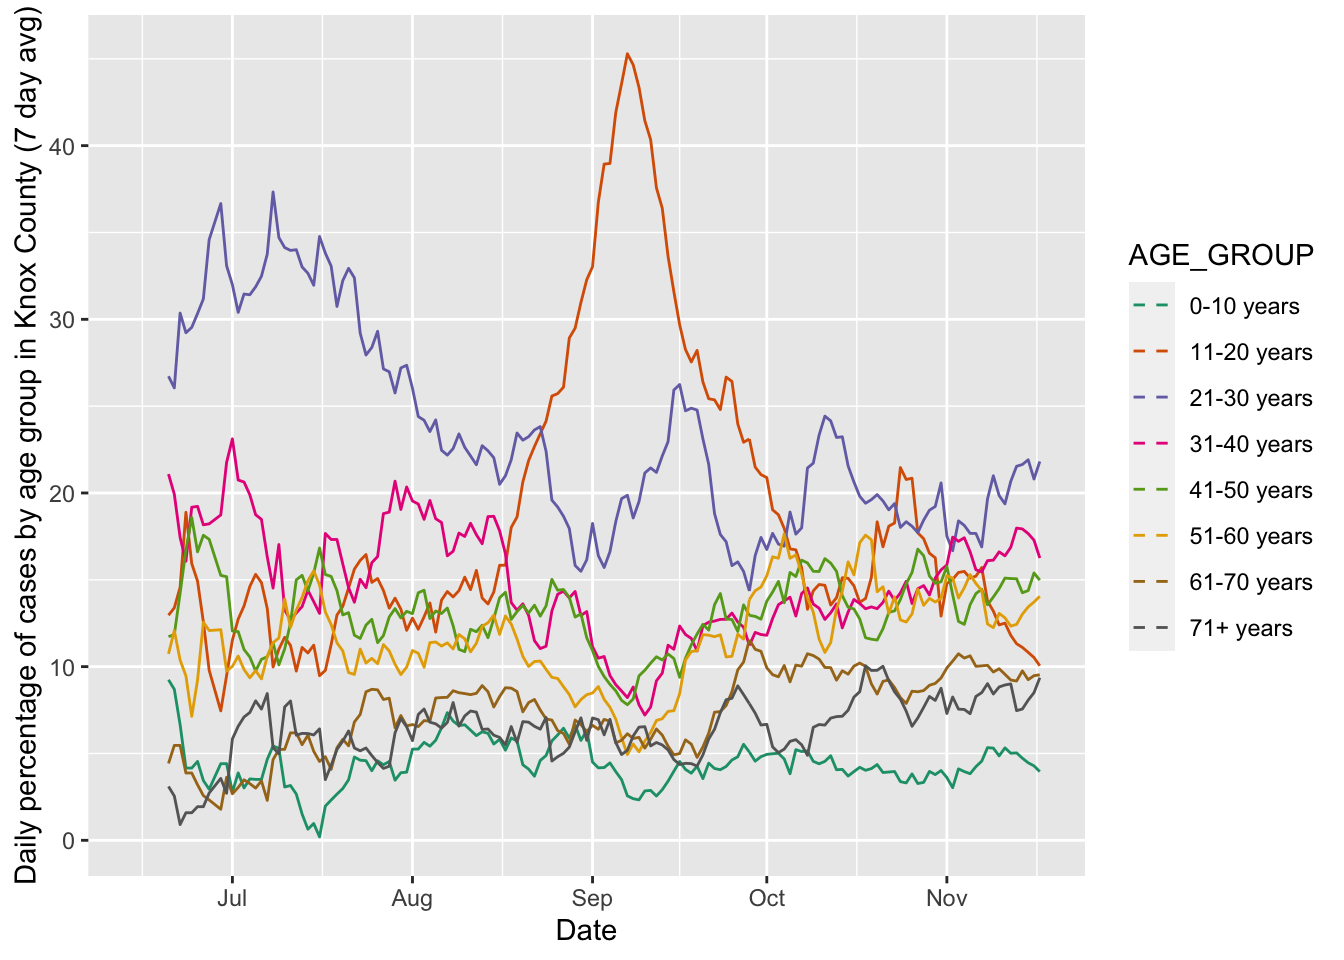 Daily percentage of cases by age group in Knox County (7 day avg)
40
30
20
10
0
Jul Aug Sep Oct Nov
Date
AGE_GROUP
0-10 years
11-20 years
21-30 years
31-40 years
41-50 years
51-60 years
61-70 years
71+ years